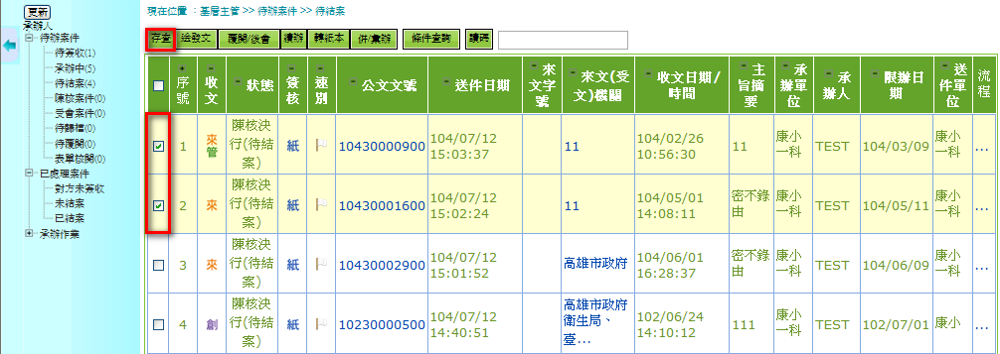 更新
承辦人
待辦案件
待簽收(1)
承辦中(5)
待結案(4)
陳核案件(0)
受會案件(0)
待歸檔(0)
待覆閱(0)
表單核閱(0)
已處理案件
對方未簽收
未結案
已結案
承辦作業
現在位置 ：基層主管 >> 待辦案件 >> 待結案
存查 送發文 覆閱/後會 續辦 轉紙本 併/彙辦 條件查詢 讀碼
序號 收文 狀態 簽核 速別 公文文號 送件日期 來文字號 來文(受文)機關 收文日期/時間 主旨摘要 承辦單位 承辦人 限辦日期 送件單位 流程
1 來管 陳核決行(待結案) 紙 10430000900 104/07/12 15:03:37 11 104/02/26 10:56:30 11 康小一科 TEST 104/03/09 康小一科 ...
2 來 陳核決行(待結案) 紙 10430001600 104/07/12 15:02:24 11 104/05/01 14:08:11 密不錄由 康小一科 TEST 104/05/11 康小一科 ...
3 來 陳核決行(待結案) 紙 10430002900 104/07/12 15:01:52 高雄市政府 104/06/01 16:28:37 密不錄由 康小一科 TEST 104/06/09 康小一科 ...
4 創 陳核決行(待結案) 紙 10230000500 104/07/12 14:40:51 高雄市政府衛生局、臺... 102/06/24 14:10:12 111 康小一科 TEST 102/07/01 康小 ...